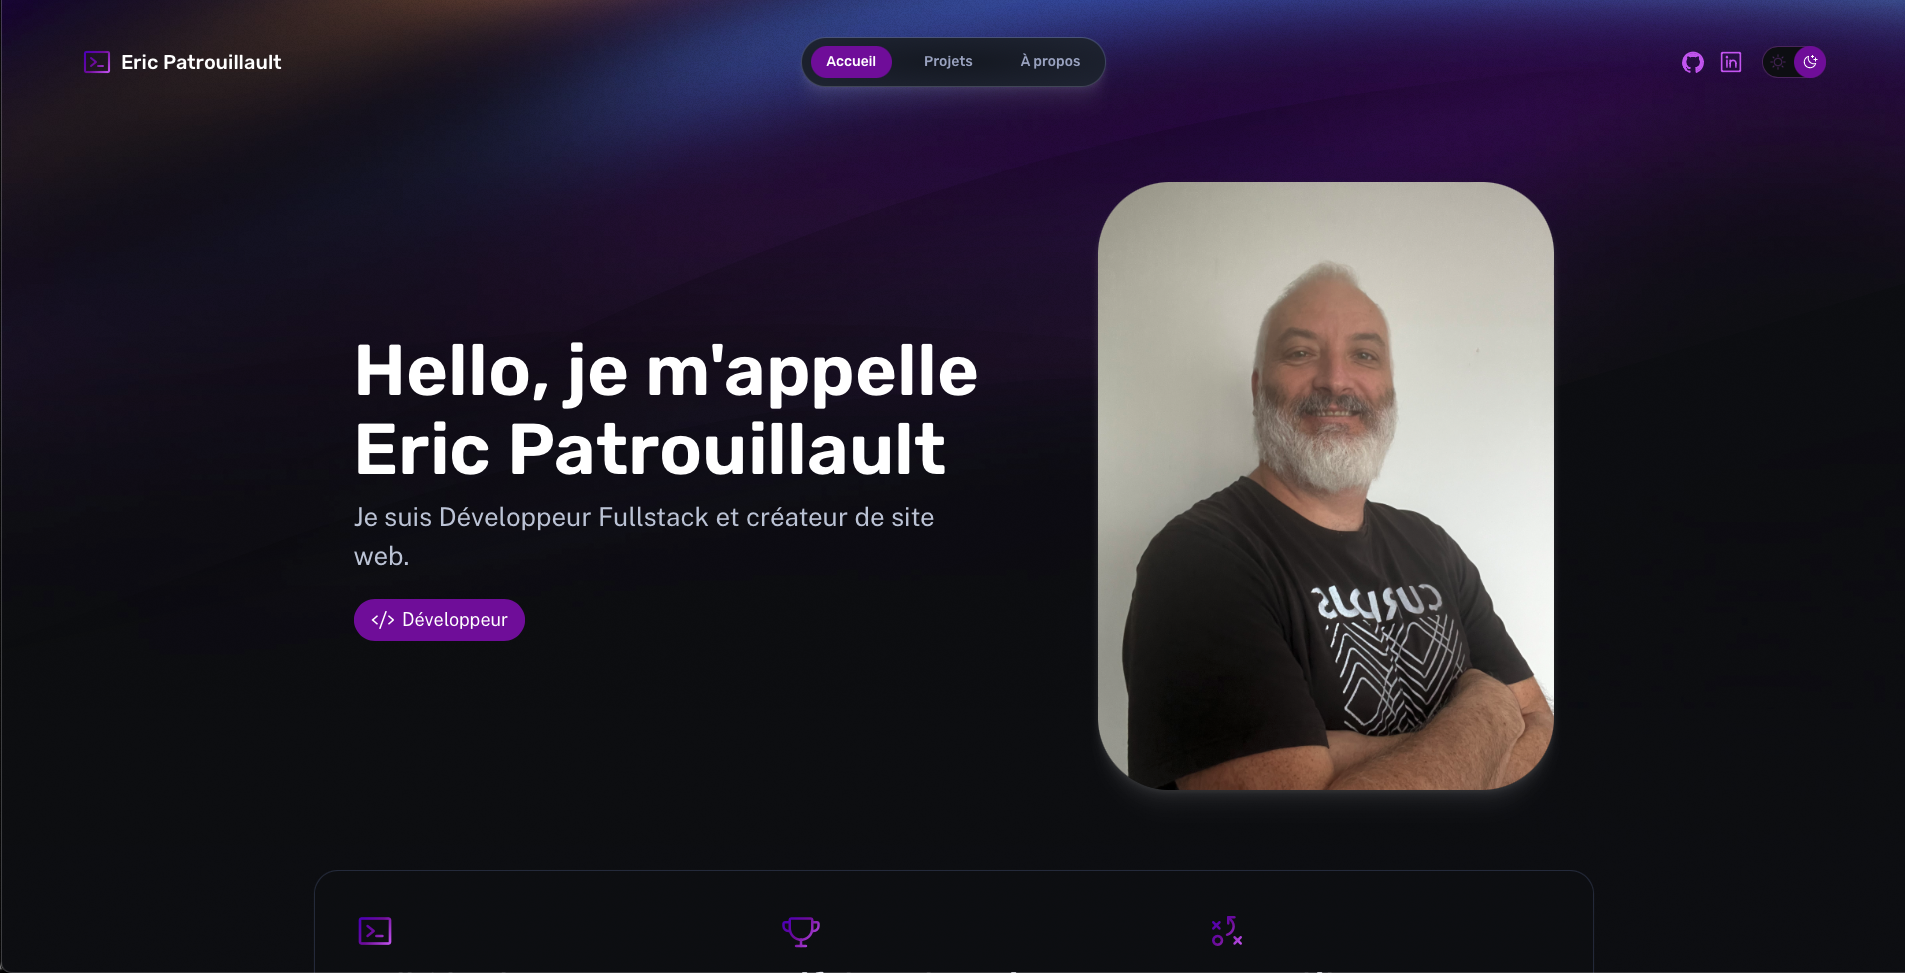 Eric Patrouillault
Accueil
Projets
À propos
Hello, je m'appelle
Eric Patrouillault
Je suis Développeur Fullstack et créateur de site
web.
</> Développeur